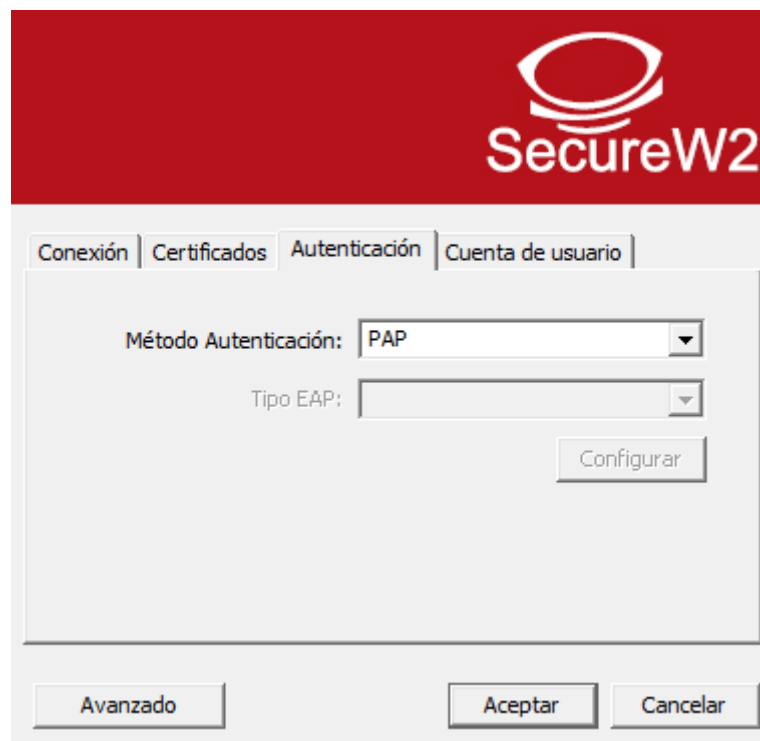 SecureW2
Conexión Certificados Autenticación Cuenta de usuario
Método Autenticación: PAP
Tipo EAP:
Configurar
Avanzado Aceptar Cancelar